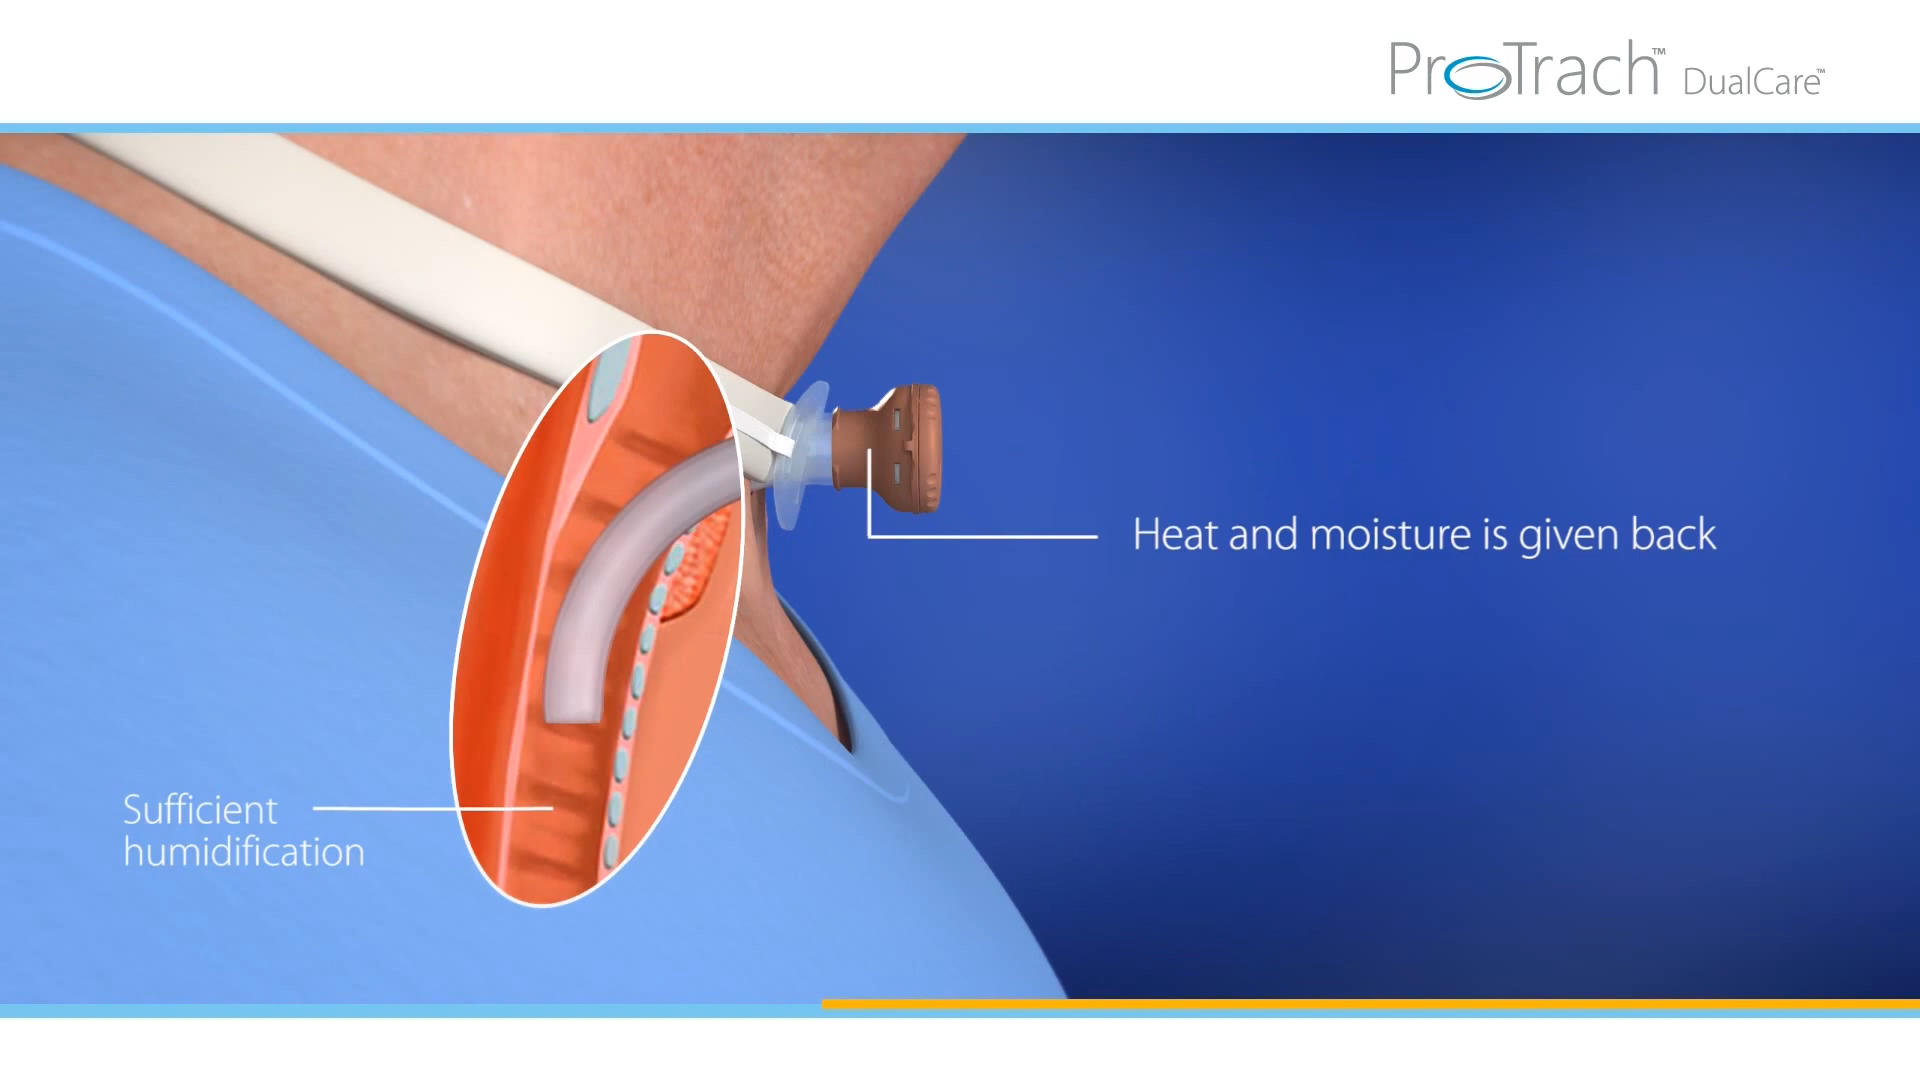 ProTrach™ DualCare™
Heat and moisture is given back
Sufficient
humidification